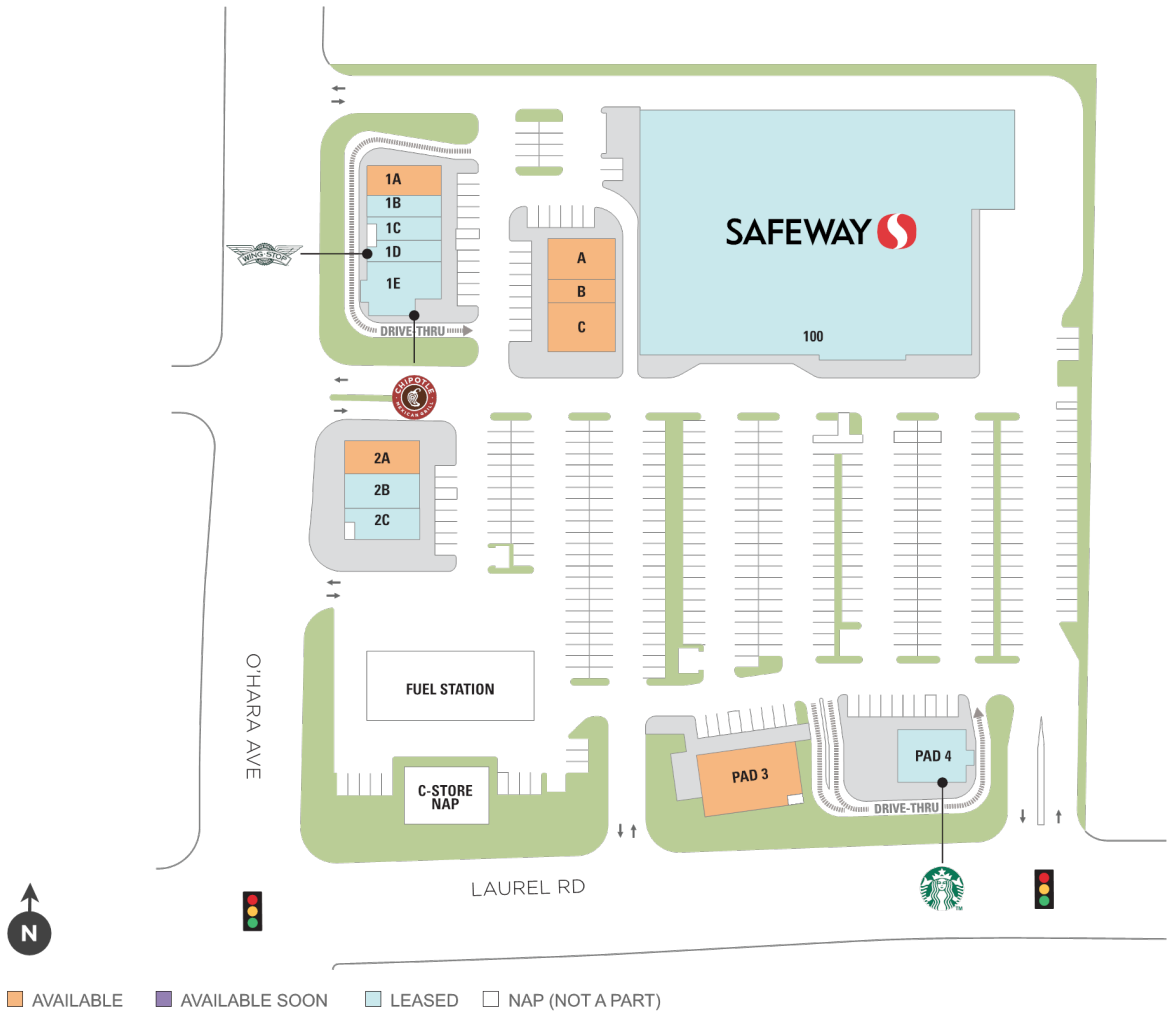 1A
1B
1C
1D
1E
WING·STOP
DRIVE-THRU
CHIPOTLE
MEXICAN GRILL
A
B
C
SAFEWAY
100
2A
2B
2C
O'HARA AVE
FUEL STATION
C-STORE
NAP
PAD 3
PAD 4
DRIVE-THRU
LAUREL RD
TM
N
AVAILABLE
AVAILABLE SOON
LEASED
NAP (NOT A PART)